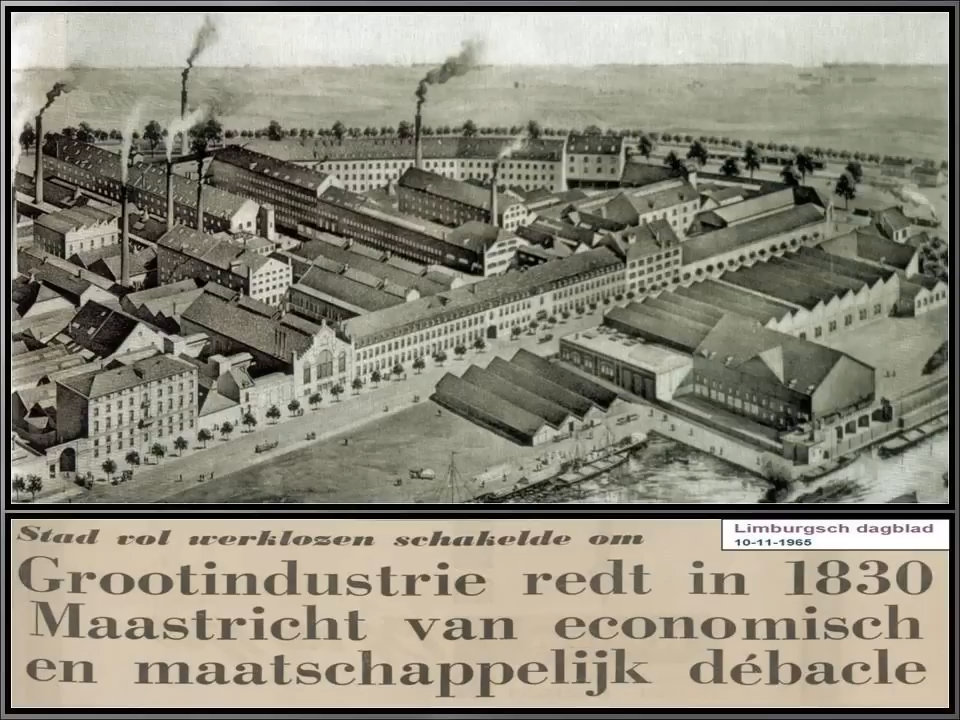 Stad vol werklozen schakelde om
Limburgsch dagblad
10-11-1965
Grootindustrie redt in 1830
Maastricht van economisch
en maatschappelijk débacle